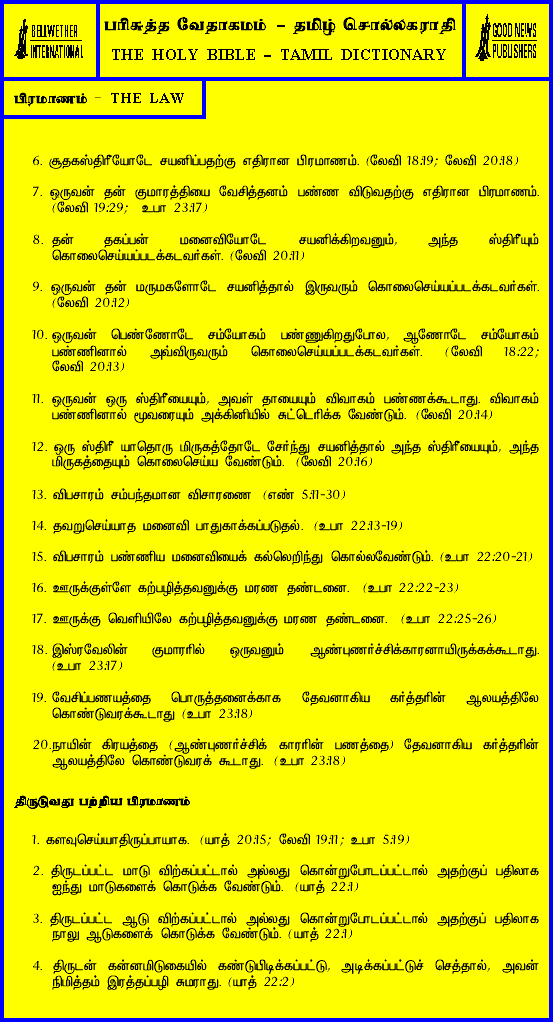 BELLWETHER
INTERNATIONAL
பரிசுத்த வேதாகமம் – தமிழ் சொல்லகராதி
THE HOLY BIBLE – TAMIL DICTIONARY
GOOD NEWS
PUBLISHERS
பிரமாணம் – THE LAW
6. சூதகஸ்திரீயோடே சயனிப்பதற்கு எதிரான பிரமாணம். (லேவி 18:19; லேவி 20:18)
7. ஒருவன் தன் குமாரத்தியை வேசித்தனம் பண்ண விடுவதற்கு எதிரான பிரமாணம்.
(லேவி 19:29; உபா 23:17)
8. தன் தகப்பன் மனைவியோடே சயனிக்கிறவனும், அந்த ஸ்திரீயும்
கொலைசெய்யப்படக்கடவர்கள். (லேவி 20:11)
9. ஒருவன் தன் மருமகளோடே சயனித்தால் இருவரும் கொலைசெய்யப்படக்கடவர்கள்.
(லேவி 20:12)
10. ஒருவன் பெண்ணோடே சம்யோகம் பண்ணுகிறதுபோல, ஆணோடே சம்யோகம்
பண்ணினால் அவ்விருவரும் கொலைசெய்யப்படக்கடவர்கள். (லேவி 18:22;
லேவி 20:13)
11. ஒருவன் ஒரு ஸ்திரீயையும், அவள் தாயையும் விவாகம் பண்ணக்கூடாது. விவாகம்
பண்ணினால் மூவரையும் அக்கினியில் சுட்டெரிக்க வேண்டும். (லேவி 20:14)
12. ஒரு ஸ்திரீ யாதொரு மிருகத்தோடே சேர்ந்து சயனித்தால் அந்த ஸ்திரீயையும், அந்த
மிருகத்தையும் கொலைசெய்ய வேண்டும். (லேவி 20:16)
13. விபசாரம் சம்பந்தமான விசாரணை (எண் 5:11-30)
14. தவறுசெய்யாத மனைவி பாதுகாக்கப்படுதல். (உபா 22:13-19)
15. விபசாரம் பண்ணிய மனைவியைக் கல்லெறிந்து கொல்லவேண்டும். (உபா 22:20-21)
16. ஊருக்குள்ளே கற்பழித்தவனுக்கு மரண தண்டனை. (உபா 22:22-23)
17. ஊருக்கு வெளியிலே கற்பழித்தவனுக்கு மரண தண்டனை. (உபா 22:25-26)
18. இஸ்ரவேலின் குமாரரில் ஒருவனும் ஆண்புணர்ச்சிக்காரனாயிருக்கக்கூடாது.
(உபா 23:17)
19. வேசிப்பணயத்தை பொருத்தனைக்காக தேவனாகிய கர்த்தரின் ஆலயத்திலே
கொண்டுவரக்கூடாது (உபா 23:18)
20.நாயின் கிரயத்தை (ஆண்புணர்ச்சிக் காரரின் பணத்தை) தேவனாகிய கர்த்தரின்
ஆலயத்திலே கொண்டுவரக் கூடாது. (உபா 23:18)
திருடுவது பற்றிய பிரமாணம்
1. களவுசெய்யாதிருப்பாயாக. (யாத் 20:15; லேவி 19:11; உபா 5:19)
2. திருடப்பட்ட மாடு விற்கப்பட்டால் அல்லது கொன்றுபோடப்பட்டால் அதற்குப் பதிலாக
ஐந்து மாடுகளைக் கொடுக்க வேண்டும். (யாத் 22:1)
3. திருடப்பட்ட ஆடு விற்கப்பட்டால் அல்லது கொன்றுபோடப்பட்டால் அதற்குப் பதிலாக
நாலு ஆடுகளைக் கொடுக்க வேண்டும். (யாத் 22:1)
4. திருடன் கன்னமிடுகையில் கண்டுபிடிக்கப்பட்டு, அடிக்கப்பட்டுச் செத்தால், அவன்
நிமித்தம் இரத்தப்பழி சுமராது. (யாத் 22:2)